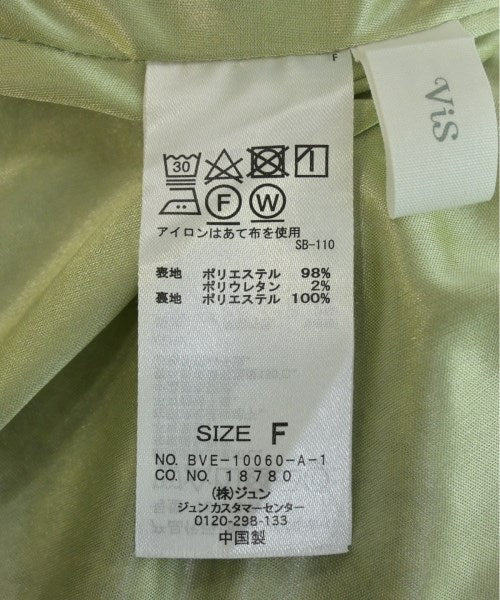 F
ViS
30
F W
アイロンはあて布を使用
SB-110
表地 ポリエステル 98%
ポリウレタン 2%
裏地 ポリエステル 100%
SIZE F
NO. BVE-10060-A-1
CO. NO. 18780
(株)ジュン
ジュン カスタマーセンター
0120-298-133
中国製